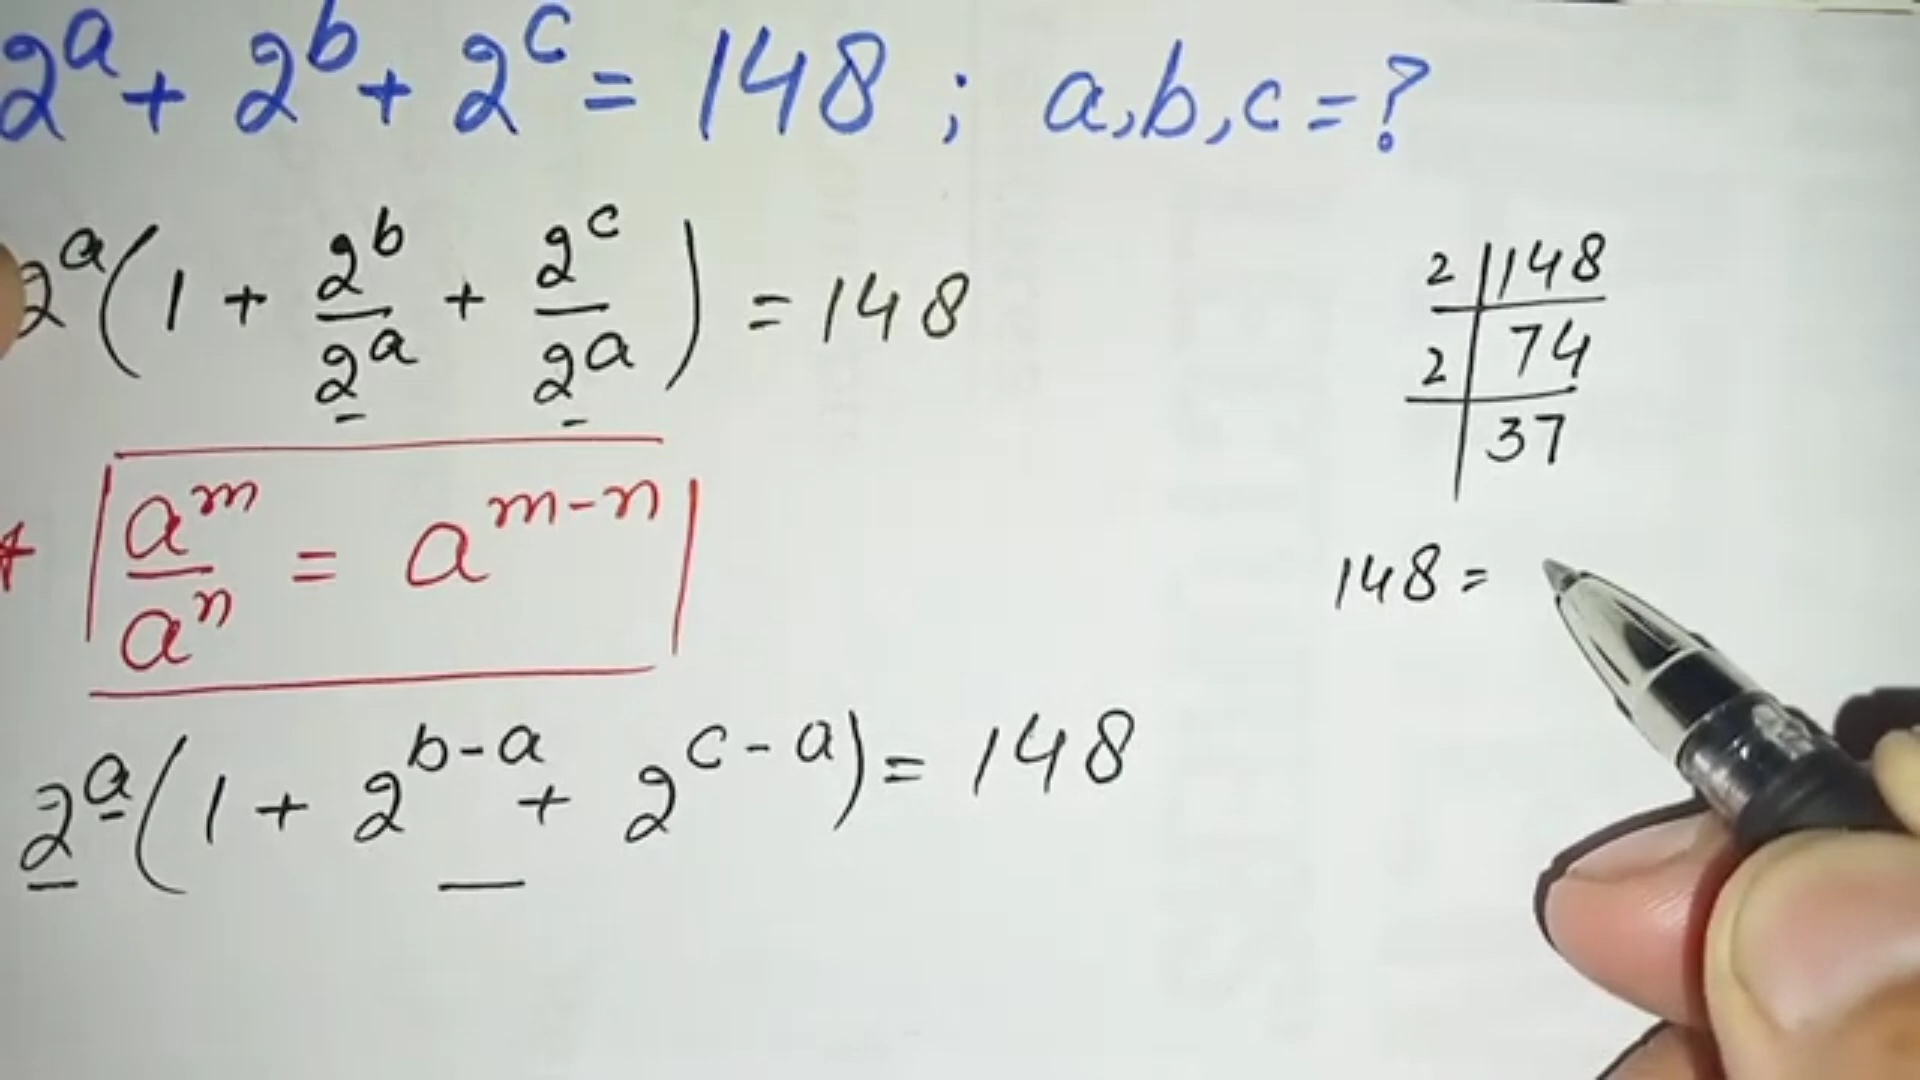 2^a + 2^b + 2^c = 148 ; a,b,c = ?
2^a (1 + 2^b/2^a + 2^c/2^a) = 148
a^m/a^n = a^(m-n)
2^a (1 + 2^(b-a) + 2^(c-a)) = 148
2 | 148
2 | 74
37
148 =